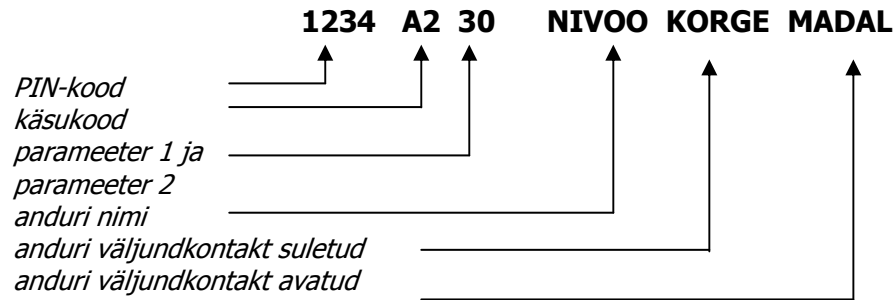 1234 A2 30 NIVOO KORGE MADAL
PIN-kood
käsukood
parameeter 1 ja
parameeter 2
anduri nimi
anduri väljundkontakt suletud
anduri väljundkontakt avatud